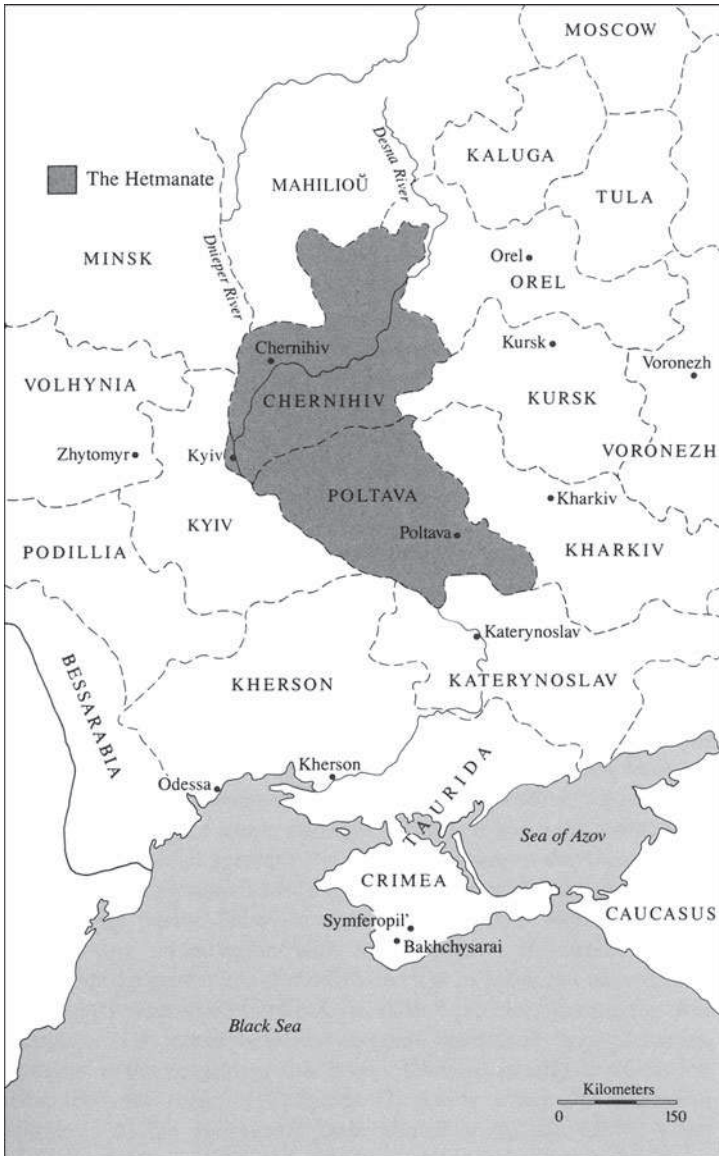 MOSCOW
KALUGA
TULA
Desna River
MAHILIOŬ
The Hetmanate
MINSK
Dnieper River
Orel
OREL
Chernihiv
Kursk
Voronezh
VOLHYNIA
CHERNIHIV
KURSK
Zhytomyr
Kyiv
VORONEZH
POLTAVA
Kharkiv
KYIV
Poltava
PODILLIA
KHARKIV
Katerynoslav
BESSARABIA
KHERSON
KATERYNOSLAV
Kherson
Odessa
TAURIDA
Sea of Azov
CRIMEA
Symferopil'
CAUCASUS
Bakhchysarai
Black Sea
Kilometers
0 150